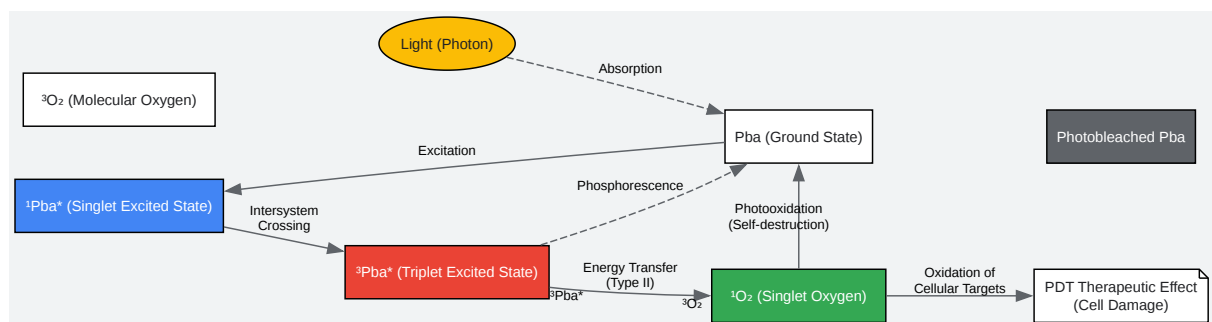 Light (Photon)
Absorption
³O₂ (Molecular Oxygen)
Pba (Ground State)
Photobleached Pba
Excitation
Phosphorescence
¹Pba* (Singlet Excited State)
Intersystem
Crossing
Photooxidation
(Self-destruction)
³Pba* (Triplet Excited State)
Energy Transfer
(Type II)
³Pba*
³O₂
¹O₂ (Singlet Oxygen)
Oxidation of
Cellular Targets
PDT Therapeutic Effect
(Cell Damage)